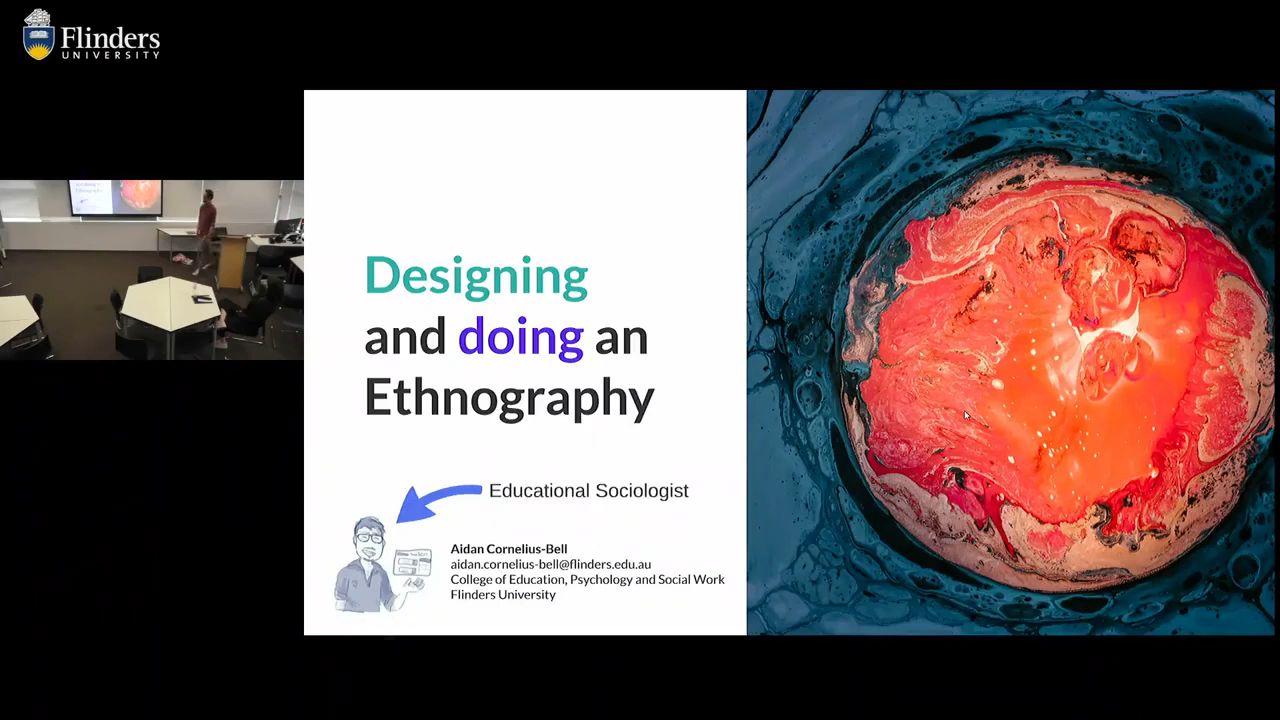 Flinders
UNIVERSITY
Designing
and doing an
Ethnography
Educational Sociologist
Aidan Cornelius-Bell
aidan.cornelius-bell@flinders.edu.au
College of Education, Psychology and Social Work
Flinders University